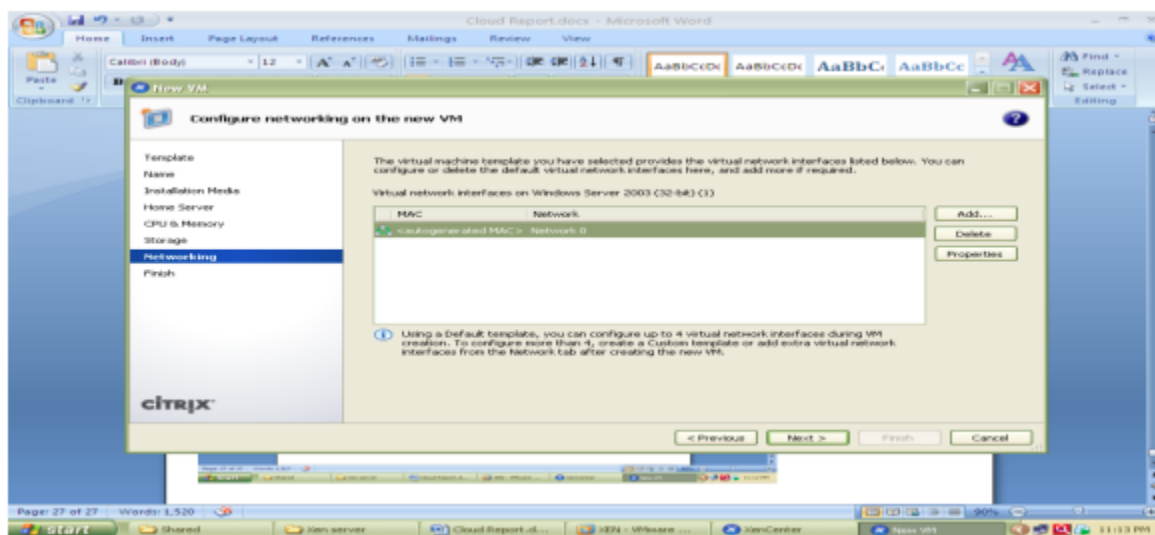 Cloud Report.docx - Microsoft Word
Home Insert Page Layout References Mailings Review View
Calibri (Body) 12
Paste
Clipboard
AaBbCcDc AaBbCcDc AaBbC AaBbCc
Find
Replace
Select
Editing
New VM
Configure networking on the new VM
Template
Name
Installation Media
Home Server
CPU & Memory
Storage
Networking
Finish
The virtual machine template you have selected provides the virtual network interfaces listed below. You can
configure or delete the default virtual network interfaces here, and add more if required.
Virtual network interfaces on Windows Server 2003 (32-bit) (1)
MAC Network
<autogenerated MAC> Network 0
Add...
Delete
Properties
Using a Default template, you can configure up to 4 virtual network interfaces during VM
creation. To configure more than 4, create a Custom template or add extra virtual network
interfaces from the Network tab after creating the new VM.
CITRIX
< Previous Next > Finish Cancel
Page: 27 of 27 Words: 1,520 90%
start Shared Xen server Cloud Report.d... XEN - VMware ... XenCenter New VM 11:13 PM